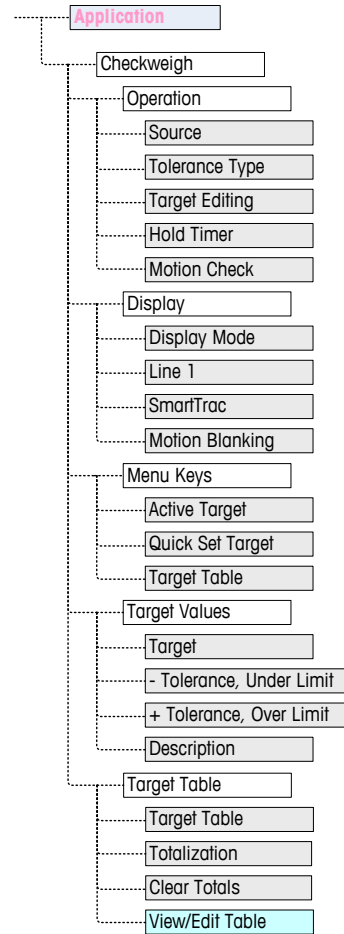 Application
Checkweigh
Operation
Source
Tolerance Type
Target Editing
Hold Timer
Motion Check
Display
Display Mode
Line 1
SmartTrac
Motion Blanking
Menu Keys
Active Target
Quick Set Target
Target Table
Target Values
Target
- Tolerance, Under Limit
+ Tolerance, Over Limit
Description
Target Table
Target Table
Totalization
Clear Totals
View/Edit Table